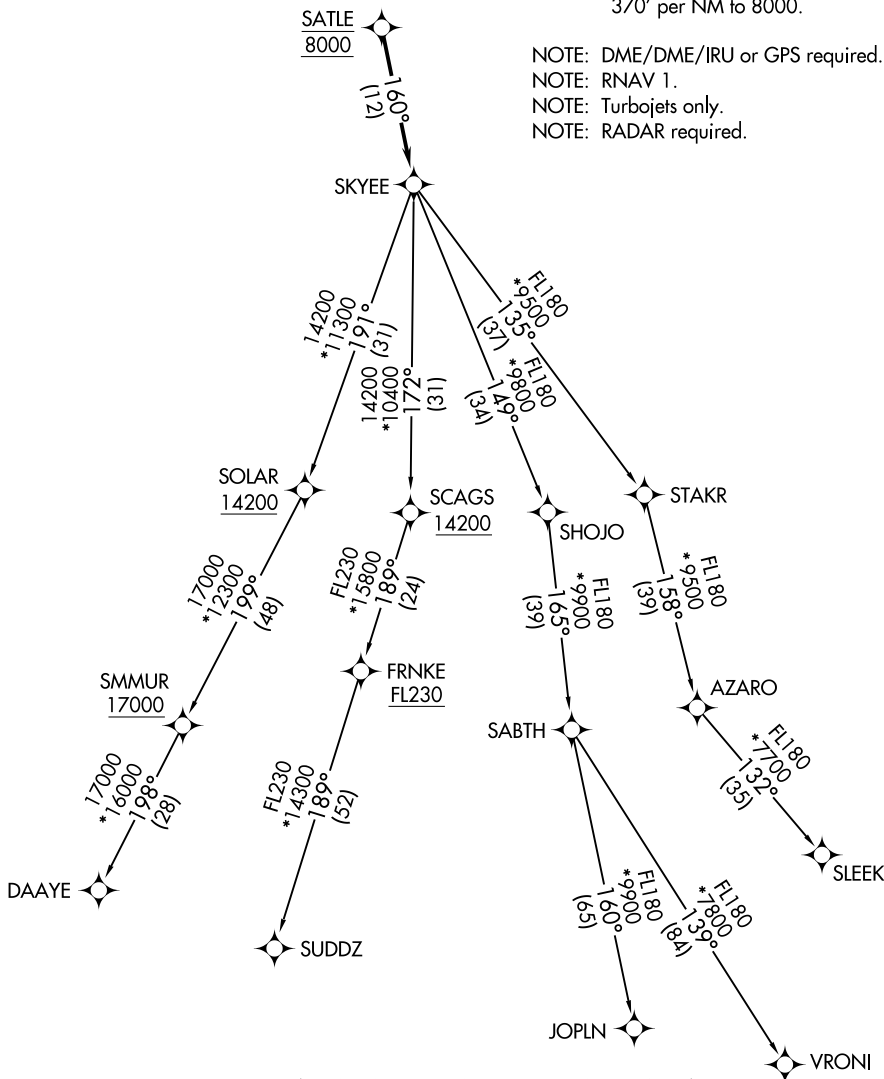 370' per NM to 8000.
SATLE
8000
NOTE: DME/DME/IRU or GPS required.
NOTE: RNAV 1.
NOTE: Turbojets only.
NOTE: RADAR required.
160°
(12)
SKYEE
14200
*11300
191°
(31)
14200
*10400
172°
(31)
FL180
*9800
149°
(34)
FL180
*9500
135°
(37)
SOLAR
14200
SCAGS
14200
SHOJO
STAKR
17000
*12300
199°
(48)
FL230
*15800
189°
(24)
FL180
*9900
165°
(39)
FL180
*9500
158°
(39)
SMMUR
17000
FRNKE
FL230
SABTH
AZARO
17000
*16000
198°
(28)
FL230
*14300
189°
(52)
FL180
*9900
160°
(65)
FL180
*7800
139°
(84)
FL180
*7700
132°
(35)
DAAYE
SUDDZ
SLEEK
JOPLN
VRONI